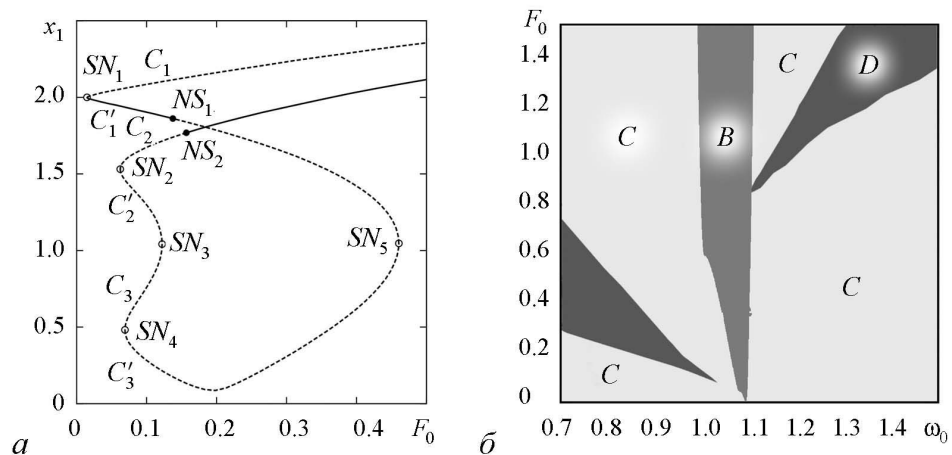 x₁
2.0
1.5
1.0
0.5
0
SN₁
C₁
C′₁
C₂
NS₁
NS₂
SN₂
C′₂
SN₃
SN₅
C₃
SN₄
C′₃
0 0.1 0.2 0.3 0.4 F₀
а
F₀
1.4
1.2
1.0
0.8
0.6
0.4
0.2
0
C
D
C
B
C
C
0.7 0.8 0.9 1.0 1.1 1.2 1.3 1.4 ω₀
б